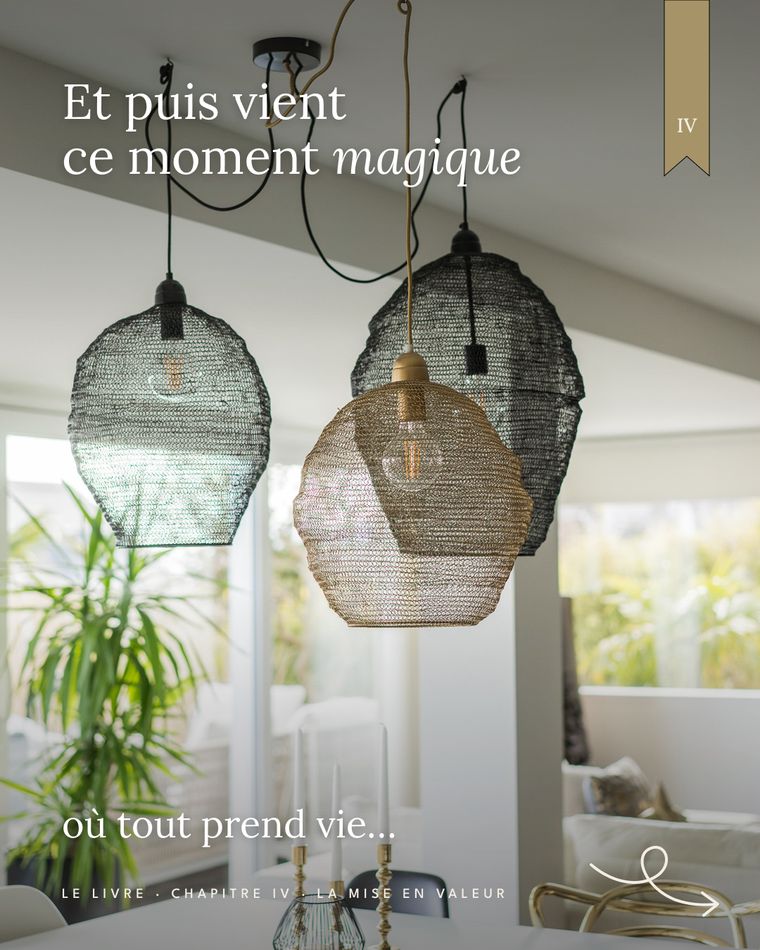 Et puis vient
ce moment magique
IV
où tout prend vie...
LE LIVRE · CHAPITRE IV · LA MISE EN VALEUR